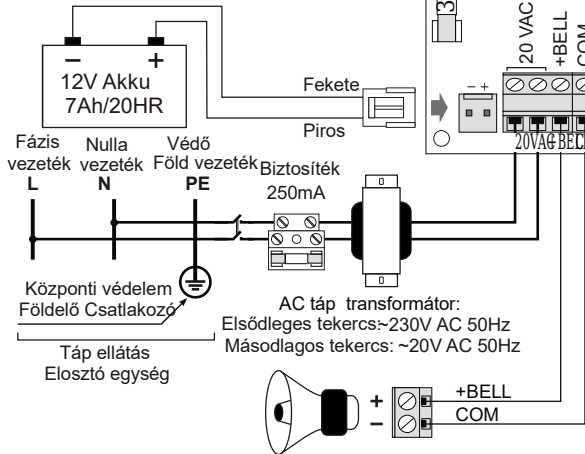 20 VAC
+BELL
COM
3
− +
12V Akku
7Ah/20HR
Fekete
Piros
− +
20VAC
+BELL
Fázis
vezeték
L
Nulla
vezeték
N
Védő
Föld vezeték
PE
Biztosíték
250mA
Központi védelem
Földelő Csatlakozó
Táp ellátás
Elosztó egység
AC táp transzformátor:
Elsődleges tekercs:~230V AC 50Hz
Másodlagos tekercs: ~20V AC 50Hz
+
−
+BELL
COM